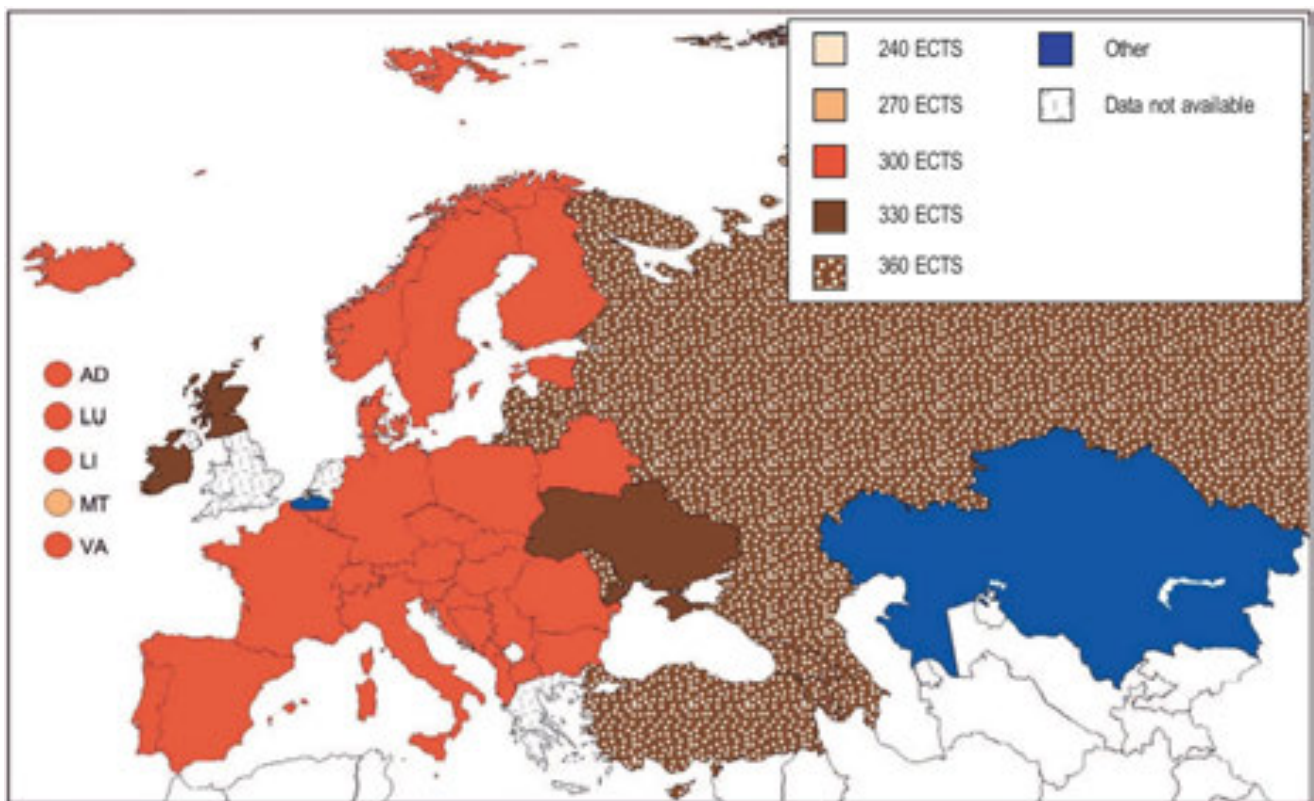 240 ECTS
270 ECTS
300 ECTS
330 ECTS
360 ECTS
Other
Data not available
AD
LU
LI
MT
VA